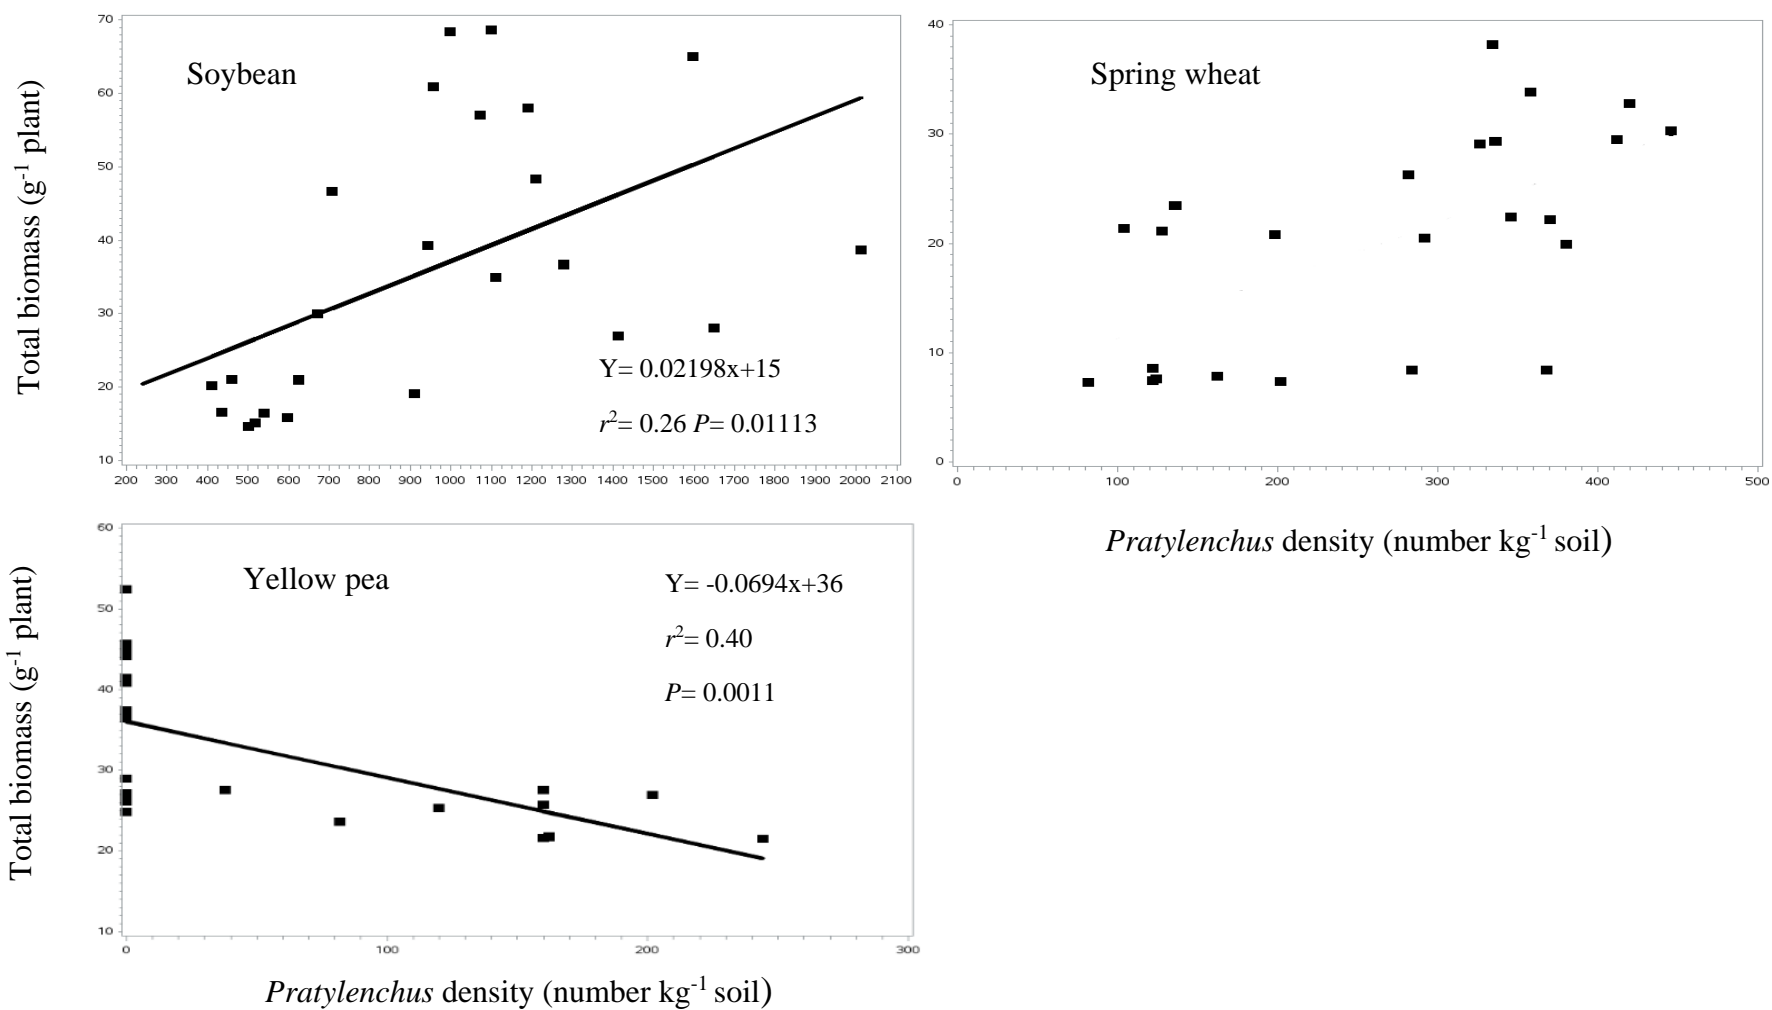 Soybean
Total biomass (g-1 plant)
70
60
50
40
30
20
10
Y= 0.02198x+15
r2= 0.26 P= 0.01113
200 300 400 500 600 700 800 900 1000 1100 1200 1300 1400 1500 1600 1700 1800 1900 2000 2100
Spring wheat
40
30
20
10
0
0 100 200 300 400 500
Pratylenchus density (number kg-1 soil)
Yellow pea
Total biomass (g-1 plant)
60
50
40
30
20
10
Y= -0.0694x+36
r2= 0.40
P= 0.0011
0 100 200 300
Pratylenchus density (number kg-1 soil)